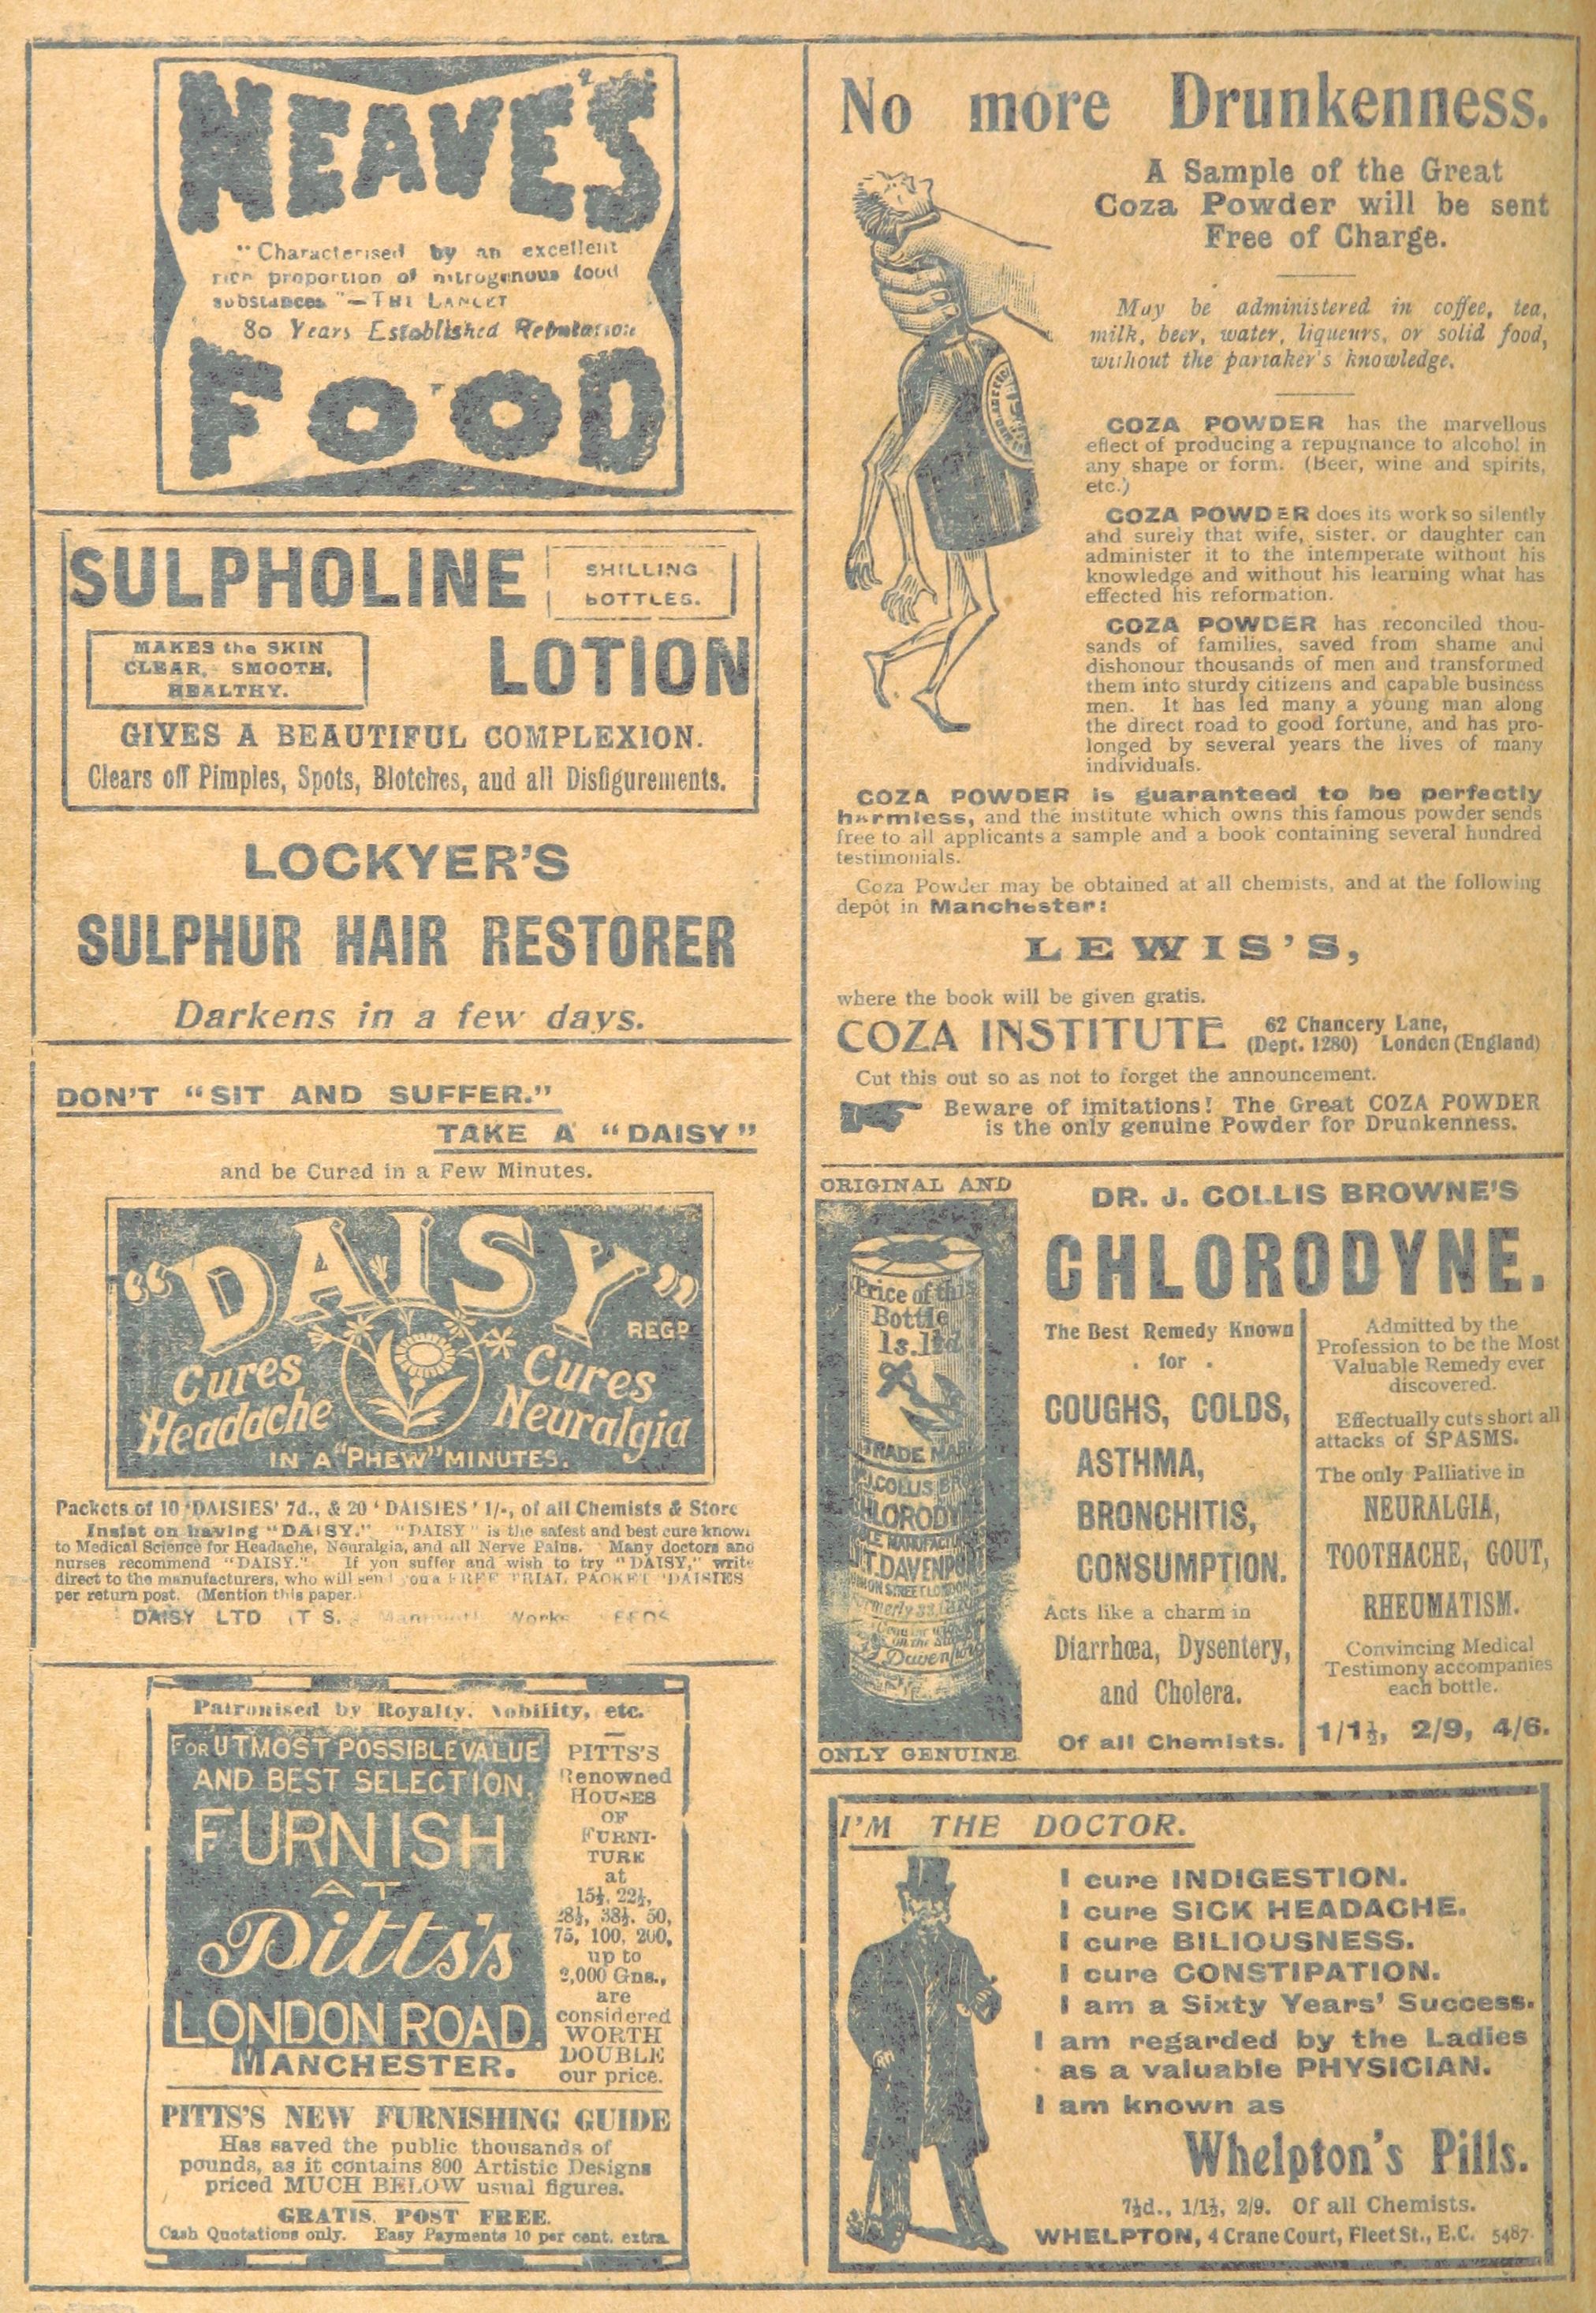 NEAVE'S
"Characterised by an excellent
rich proportion of nitrogenous food
substances"—THE LANCET
80 Years Established Reputation
FOOD
SULPHOLINE
SHILLING
BOTTLES.
MAKES the SKIN
CLEAR, SMOOTH,
HEALTHY.
LOTION
GIVES A BEAUTIFUL COMPLEXION.
Clears off Pimples, Spots, Blotches, and all Disfigurements.
LOCKYER'S
SULPHUR HAIR RESTORER
Darkens in a few days.
DON'T "SIT AND SUFFER."
TAKE A "DAISY"
and be Cured in a Few Minutes.
"DAISY"
REGD
Cures
Headache
Cures
Neuralgia
IN A "PHEW" MINUTES.
Packets of 10 'DAISIES' 7d., & 20 'DAISIES' 1/-, of all Chemists & Store
Insist on having "DAISY." "DAISY" is the safest and best cure known
to Medical Science for Headache, Neuralgia, and all Nerve Pains. Many doctors and
nurses recommend "DAISY." If you suffer and wish to try "DAISY," write
direct to the manufacturers, who will send you a FREE TRIAL PACKET 'DAISIES
per return post. (Mention this paper.)
DAISY LTD Works
Patronised by Royalty, Nobility, etc.
FOR UTMOST POSSIBLE VALUE
AND BEST SELECTION,
FURNISH
AT
Pitts's
LONDON ROAD.
MANCHESTER.
PITTS'S
Renowned
HOUSES
OF
FURNI-
TURE
at
15½, 22½,
28½, 38½, 50,
75, 100, 200,
up to
2,000 Gns.,
are
considered
WORTH
DOUBLE
our price.
PITTS'S NEW FURNISHING GUIDE
Has saved the public thousands of
pounds, as it contains 800 Artistic Designs
priced MUCH BELOW usual figures.
GRATIS. POST FREE.
Cash Quotations only. Easy Payments 10 per cent. extra.
No more Drunkenness.
A Sample of the Great
Coza Powder will be sent
Free of Charge.
May be administered in coffee, tea,
milk, beer, water, liqueurs, or solid food,
without the partaker's knowledge.
COZA POWDER has the marvellous
effect of producing a repugnance to alcohol in
any shape or form. (Beer, wine and spirits,
etc.)
COZA POWDER does its work so silently
and surely that wife, sister, or daughter can
administer it to the intemperate without his
knowledge and without his learning what has
effected his reformation.
COZA POWDER has reconciled thou-
sands of families, saved from shame and
dishonour thousands of men and transformed
them into sturdy citizens and capable business
men. It has led many a young man along
the direct road to good fortune, and has pro-
longed by several years the lives of many
individuals.
COZA POWDER is guaranteed to be perfectly
harmless, and the institute which owns this famous powder sends
free to all applicants a sample and a book containing several hundred
testimonials.
Coza Powder may be obtained at all chemists, and at the following
depôt in Manchester:
LEWIS'S,
where the book will be given gratis.
COZA INSTITUTE 62 Chancery Lane,
(Dept. 1280) London (England)
Cut this out so as not to forget the announcement.
Beware of imitations! The Great COZA POWDER
is the only genuine Powder for Drunkenness.
ORIGINAL AND
Price of this
Bottle
1s. 1½d.
TRADE MARK
J. COLLIS BR
CHLORODY
SOLE MANUFACTURER
J.T. DAVENPORT
ONLY GENUINE
DR. J. COLLIS BROWNE'S
CHLORODYNE.
The Best Remedy Known
. for .
COUGHS, COLDS,
ASTHMA,
BRONCHITIS,
CONSUMPTION.
Acts like a charm in
Diarrhœa, Dysentery,
and Cholera.
Of all Chemists.
Admitted by the
Profession to be the Most
Valuable Remedy ever
discovered.
Effectually cuts short all
attacks of SPASMS.
The only Palliative in
NEURALGIA,
TOOTHACHE, GOUT,
RHEUMATISM.
Convincing Medical
Testimony accompanies
each bottle.
1/1½, 2/9, 4/6.
I'M THE DOCTOR.
I cure INDIGESTION.
I cure SICK HEADACHE.
I cure BILIOUSNESS.
I cure CONSTIPATION.
I am a Sixty Years' Success.
I am regarded by the Ladies
as a valuable PHYSICIAN.
I am known as
Whelpton's Pills.
7½d., 1/1½, 2/9. Of all Chemists.
WHELPTON, 4 Crane Court, Fleet St., E.C. 5487